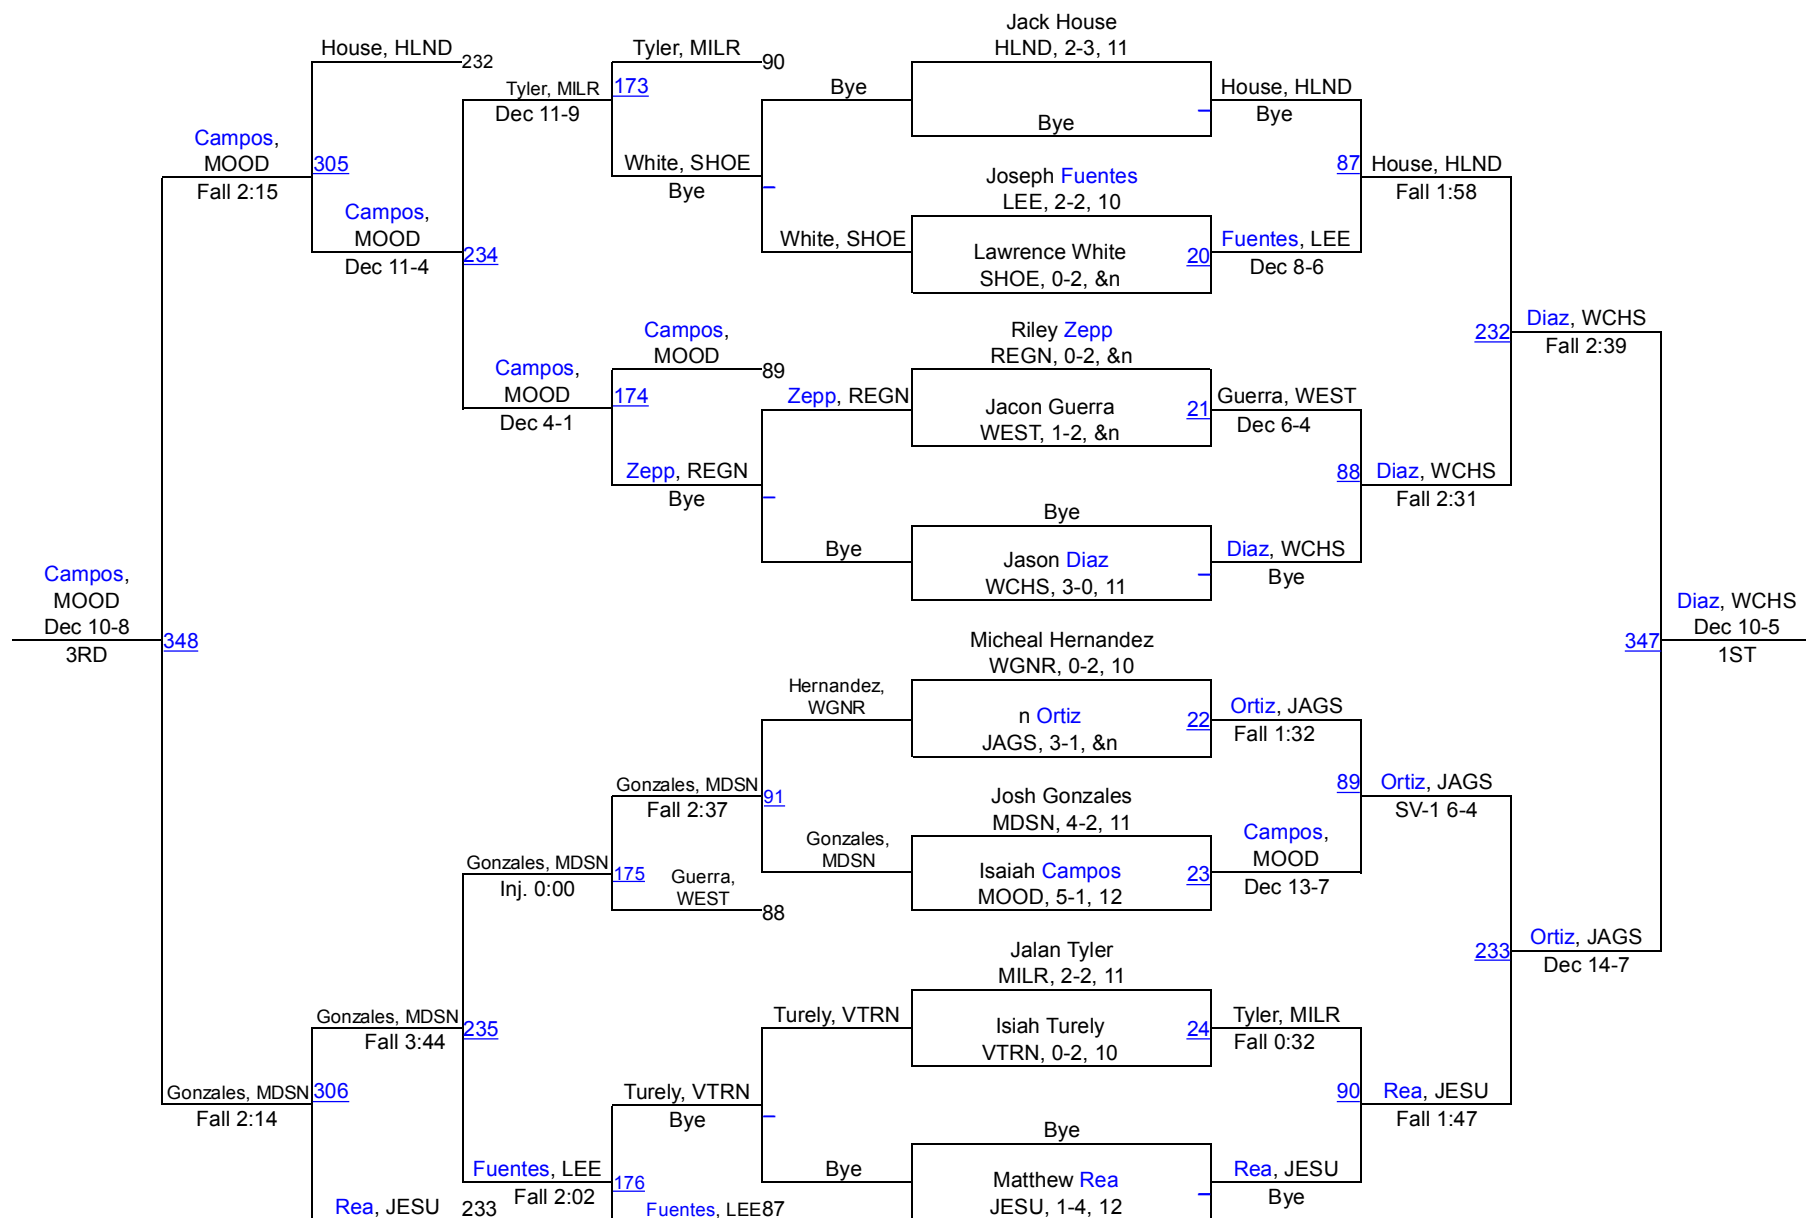 Jack House
HLND, 2-3, 11
House, HLND
232
Tyler, MILR
90
Tyler, MILR
173
Dec 11-9
Bye
House, HLND
Bye
Bye
Campos,
MOOD
305
Fall 2:15
White, SHOE
Bye
Joseph Fuentes
LEE, 2-2, 10
87
House, HLND
Fall 1:58
Campos,
MOOD
Dec 11-4
234
White, SHOE
Lawrence White
SHOE, 0-2, &n
20
Fuentes, LEE
Dec 8-6
Campos,
MOOD
89
Riley Zepp
REGN, 0-2, &n
232
Diaz, WCHS
Fall 2:39
Campos,
MOOD
Dec 4-1
174
Zepp, REGN
Jacon Guerra
WEST, 1-2, &n
21
Guerra, WEST
Dec 6-4
Zepp, REGN
Bye
88
Diaz, WCHS
Fall 2:31
Bye
Bye
Jason Diaz
WCHS, 3-0, 11
Diaz, WCHS
Bye
Campos,
MOOD
Dec 10-8
3RD
348
347
Diaz, WCHS
Dec 10-5
1ST
Micheal Hernandez
WGNR, 0-2, 10
Hernandez,
WGNR
n Ortiz
JAGS, 3-1, &n
22
Ortiz, JAGS
Fall 1:32
Gonzales, MDSN
Fall 2:37
91
Josh Gonzales
MDSN, 4-2, 11
89
Ortiz, JAGS
SV-1 6-4
Gonzales, MDSN
Inj. 0:00
175
Guerra,
WEST
88
Gonzales,
MDSN
Isaiah Campos
MOOD, 5-1, 12
23
Campos,
MOOD
Dec 13-7
Jalan Tyler
MILR, 2-2, 11
233
Ortiz, JAGS
Dec 14-7
Gonzales, MDSN
Fall 3:44
235
Turely, VTRN
Isiah Turely
VTRN, 0-2, 10
24
Tyler, MILR
Fall 0:32
Gonzales, MDSN
Fall 2:14
306
Turely, VTRN
Bye
90
Rea, JESU
Fall 1:47
Bye
Fuentes, LEE
Fall 2:02
176
Bye
Matthew Rea
JESU, 1-4, 12
Rea, JESU
Bye
Rea, JESU
233
Fuentes, LEE
87